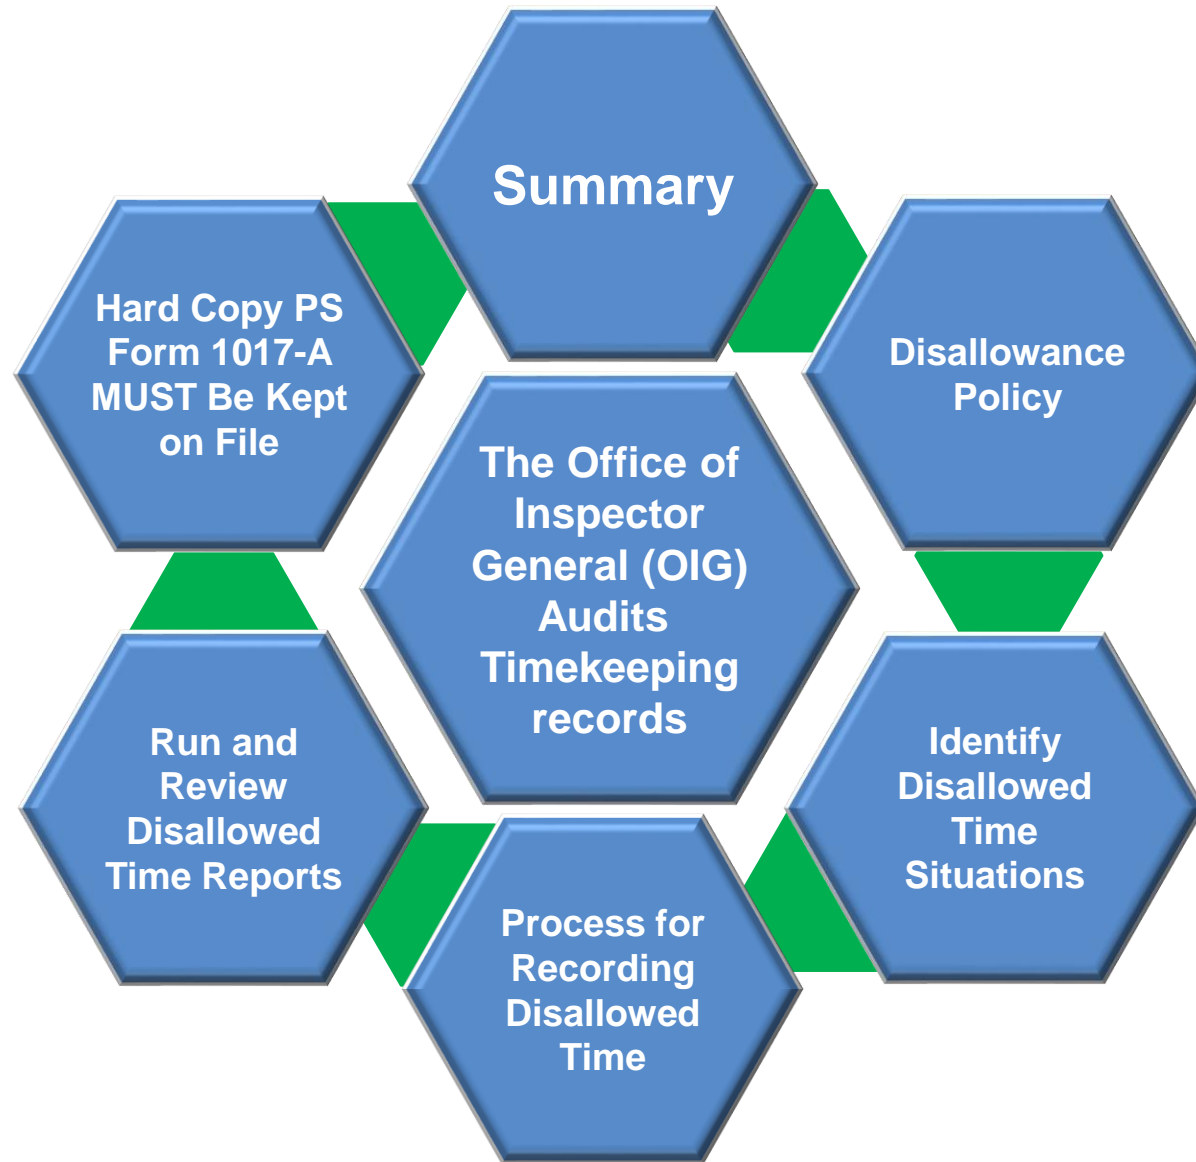 Summary
Hard Copy PS
Form 1017-A
MUST Be Kept
on File
Disallowance
Policy
The Office of
Inspector
General (OIG)
Audits
Timekeeping
records
Run and
Review
Disallowed
Time Reports
Identify
Disallowed
Time
Situations
Process for
Recording
Disallowed
Time